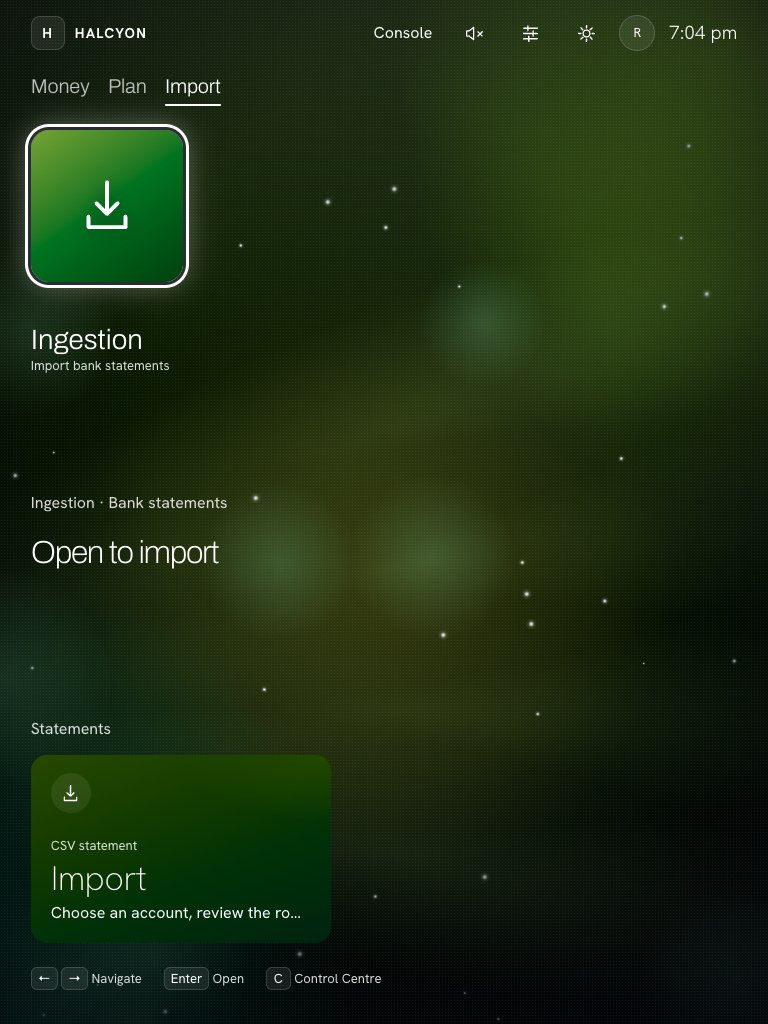 H HALCYON Console R 7:04 pm
Money Plan Import
Ingestion
Import bank statements
Ingestion · Bank statements
Open to import
Statements
CSV statement
Import
Choose an account, review the ro...
← → Navigate Enter Open C Control Centre